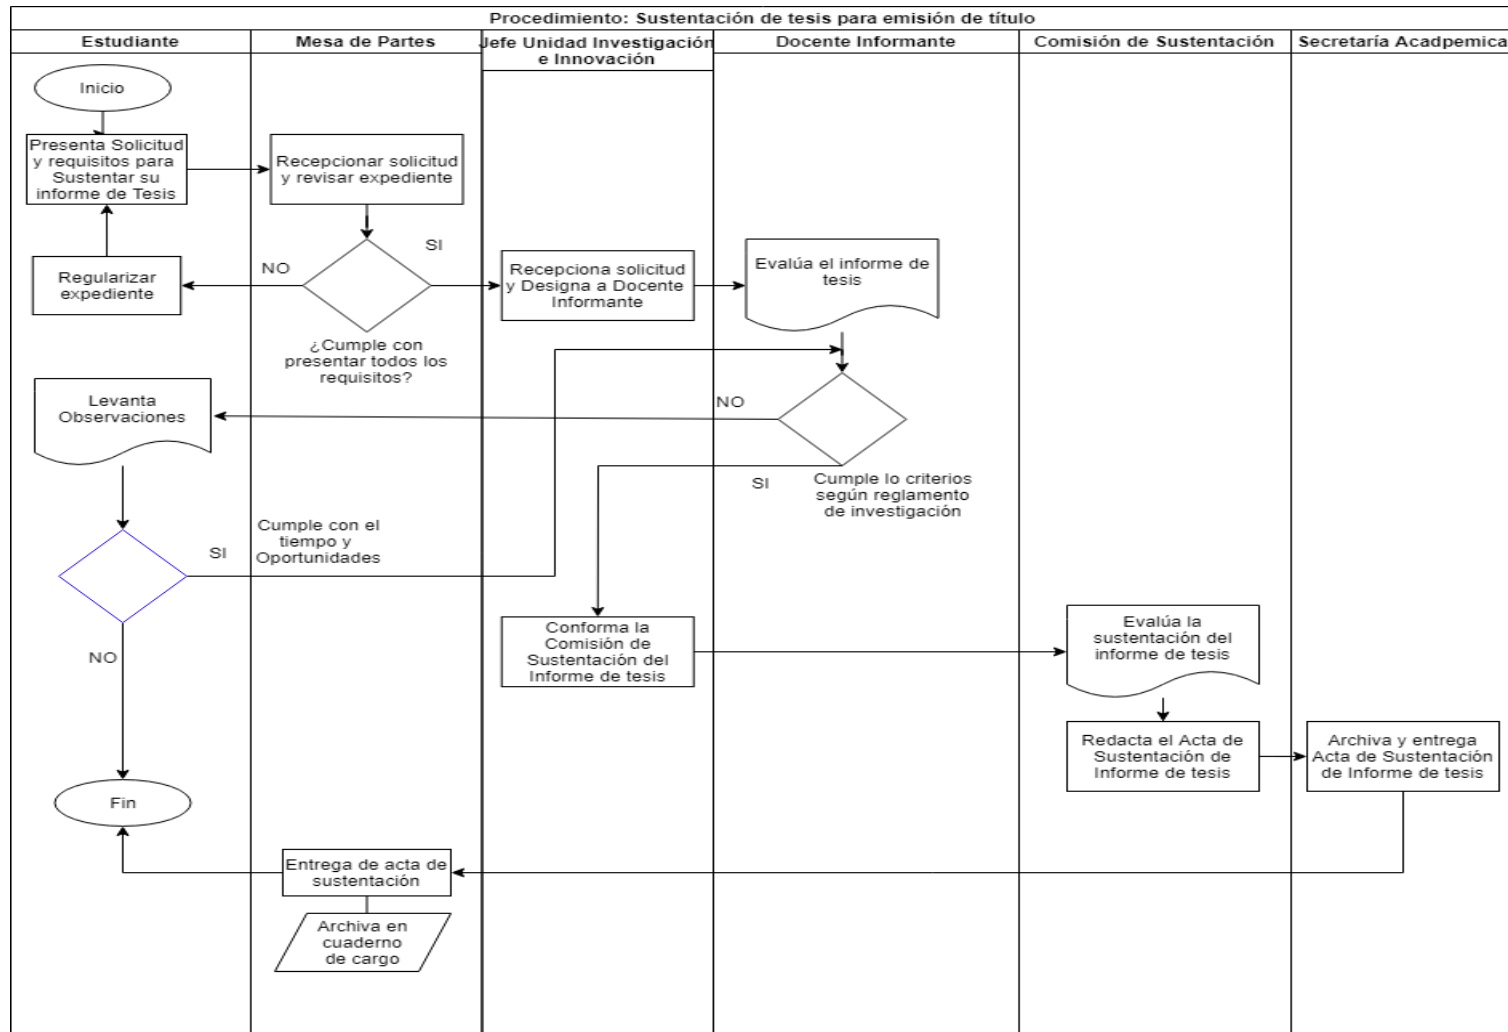 Procedimiento: Sustentación de tesis para emisión de título
Estudiante
Mesa de Partes
Jefe Unidad Investigación
e Innovación
Docente Informante
Comisión de Sustentación
Secretaría Acadpemica
Inicio
Presenta Solicitud
y requisitos para
Sustentar su
informe de Tesis
Recepcionar solicitud
y revisar expediente
SI
NO
Regularizar
expediente
¿Cumple con
presentar todos los
requisitos?
Recepciona solicitud
y Designa a Docente
Informante
Evalúa el informe de
tesis
NO
Levanta
Observaciones
SI
Cumple lo criterios
según reglamento
de investigación
Cumple con el
tiempo y
Oportunidades
SI
NO
Conforma la
Comisión de
Sustentación del
Informe de tesis
Evalúa la
sustentación del
informe de tesis
Redacta el Acta de
Sustentación de
Informe de tesis
Archiva y entrega
Acta de Sustentación
de Informe de tesis
Fin
Entrega de acta de
sustentación
Archiva en
cuaderno
de cargo